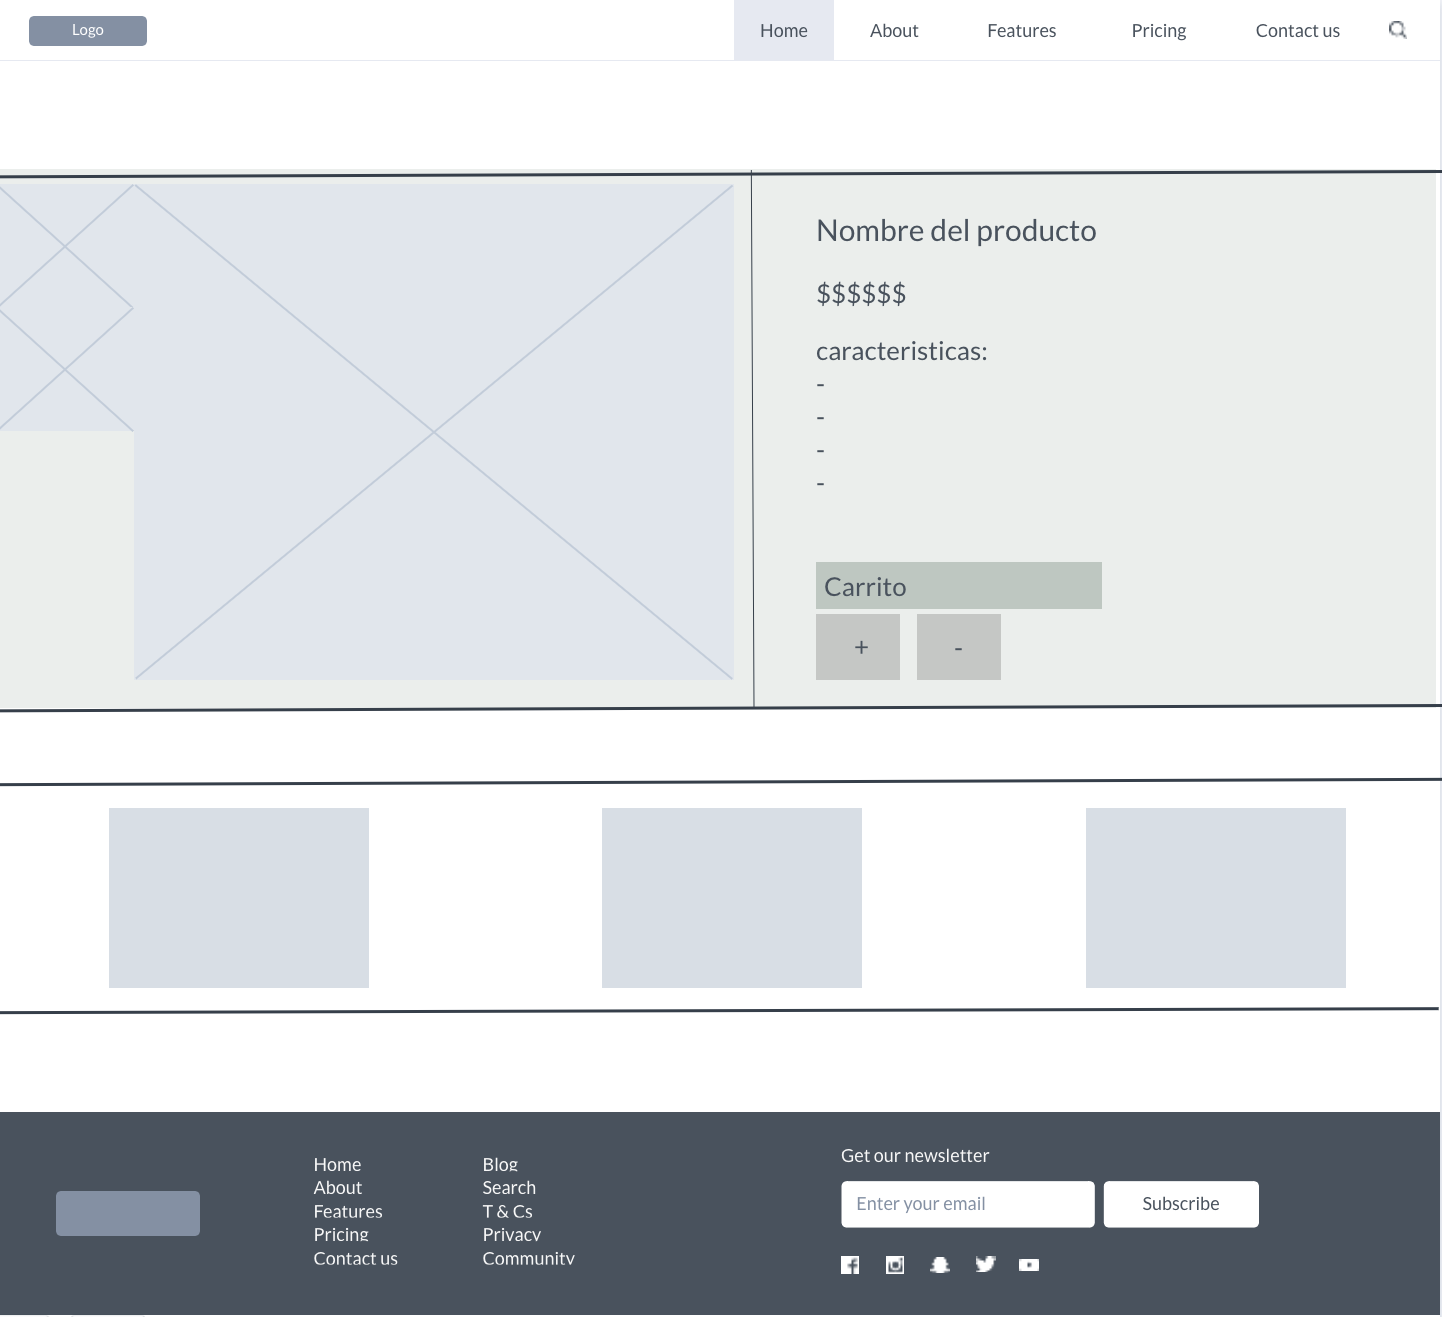 Logo
Home
About
Features
Pricing
Contact us
Nombre del producto
$$$$$$
caracteristicas:
-
-
-
-
Carrito
+
-
Home
About
Features
Pricing
Contact us
Blog
Search
T & Cs
Privacy
Community
Get our newsletter
Enter your email
Subscribe